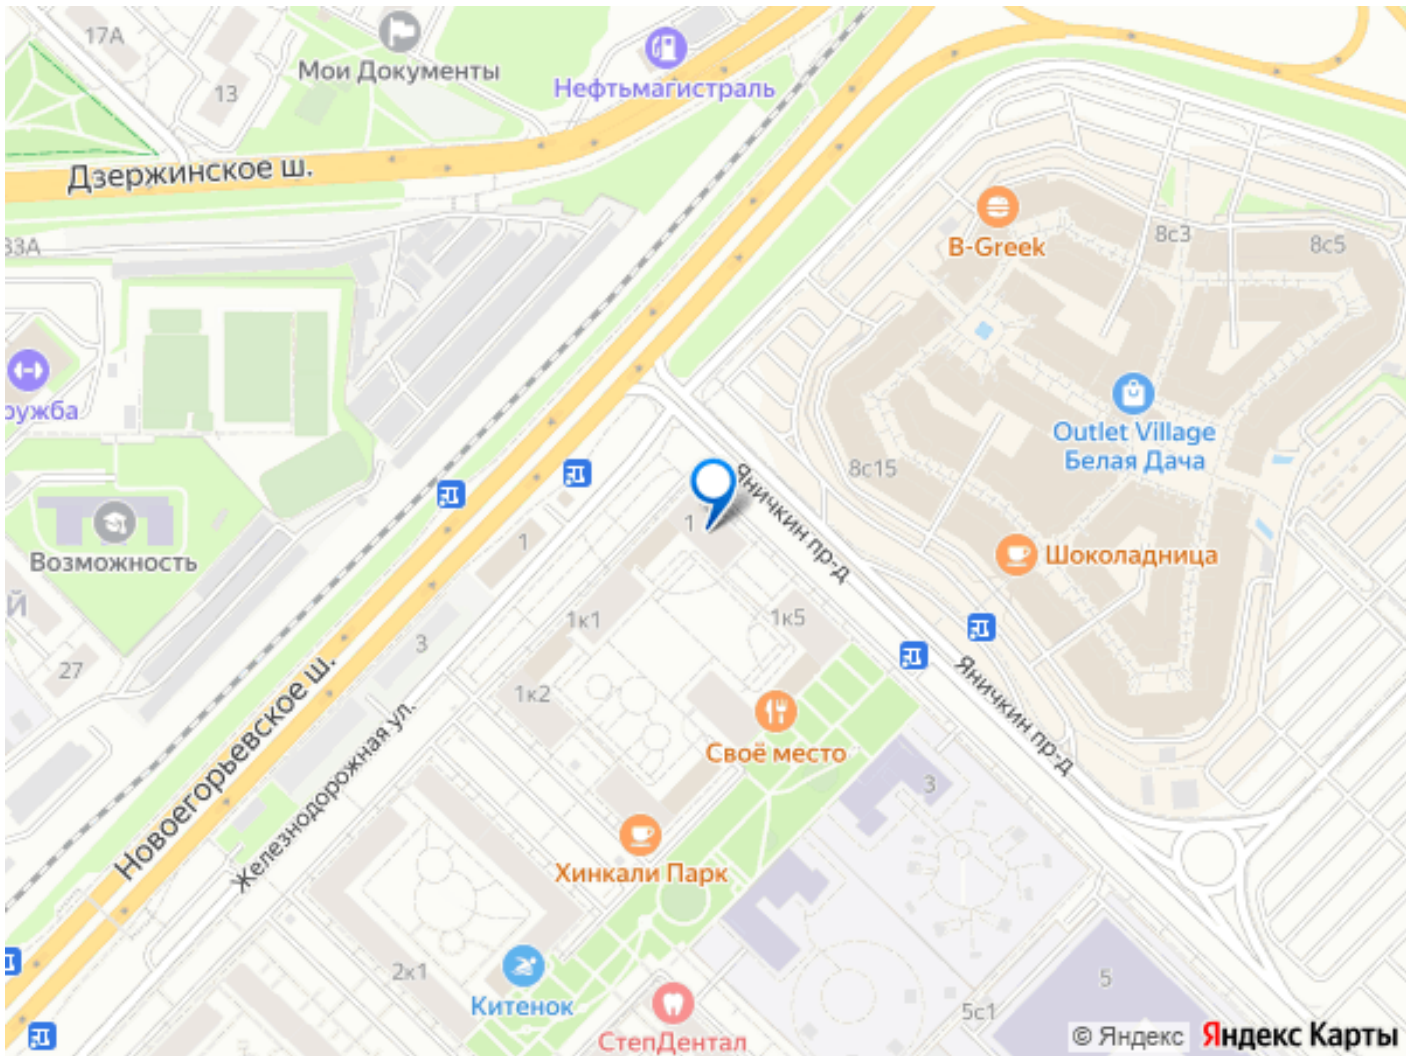 17А
Мои Документы
13
Нефтьмагистраль
Дзержинское ш.
33А
B-Greek
8с3
8с5
ружба
Outlet Village
Белая Дача
8с15
Яничкин пр-д
1
1
Шоколадница
Возможность
Й
27
3
1к1
1к5
1к2
Яничкин пр-д
Новоегорьевское ш.
Железнодорожная ул.
Своё место
3
Хинкали Парк
2к1
Китенок
СтепДентал
5
5с1
© Яндекс Яндекс Карты